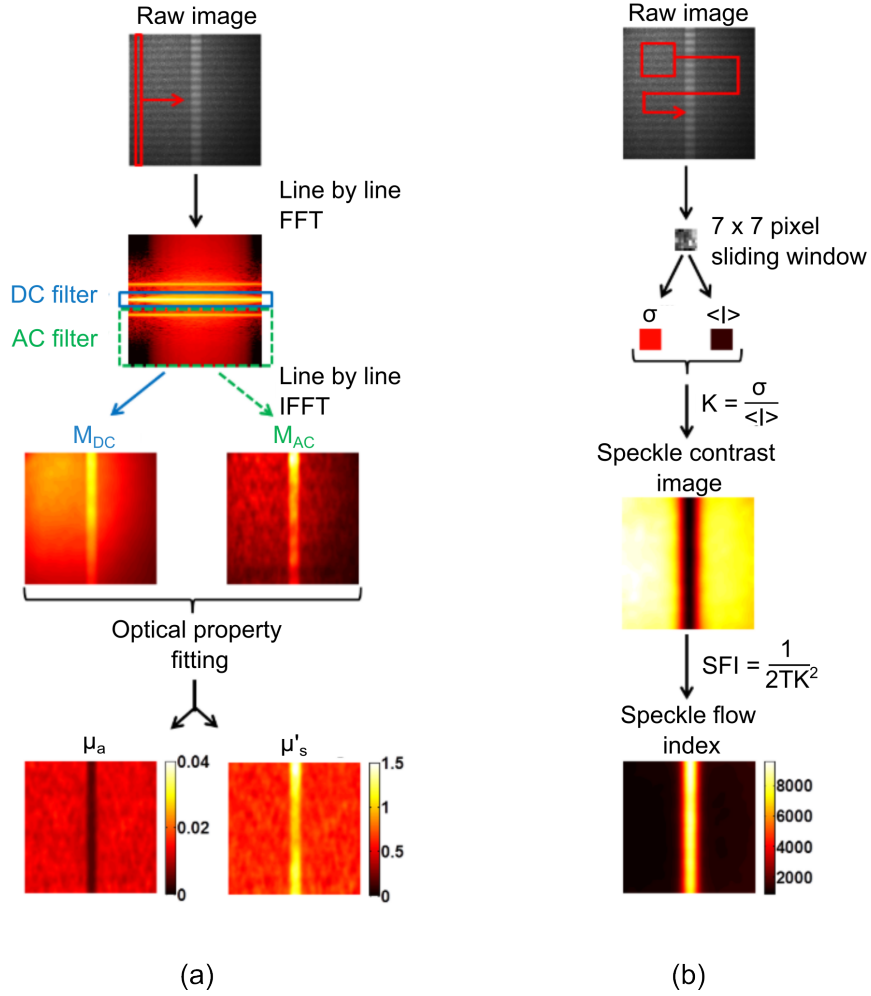 Raw image
Line by line
FFT
DC filter
AC filter
Line by line
IFFT
M_DC
M_AC
Optical property
fitting
μ_a
μ'_s
0.04
0.02
0
1.5
1
0.5
0
(a)
Raw image
7 x 7 pixel
sliding window
σ
<I>
K = σ / <I>
Speckle contrast
image
SFI = 1 / 2TK²
Speckle flow
index
8000
6000
4000
2000
(b)